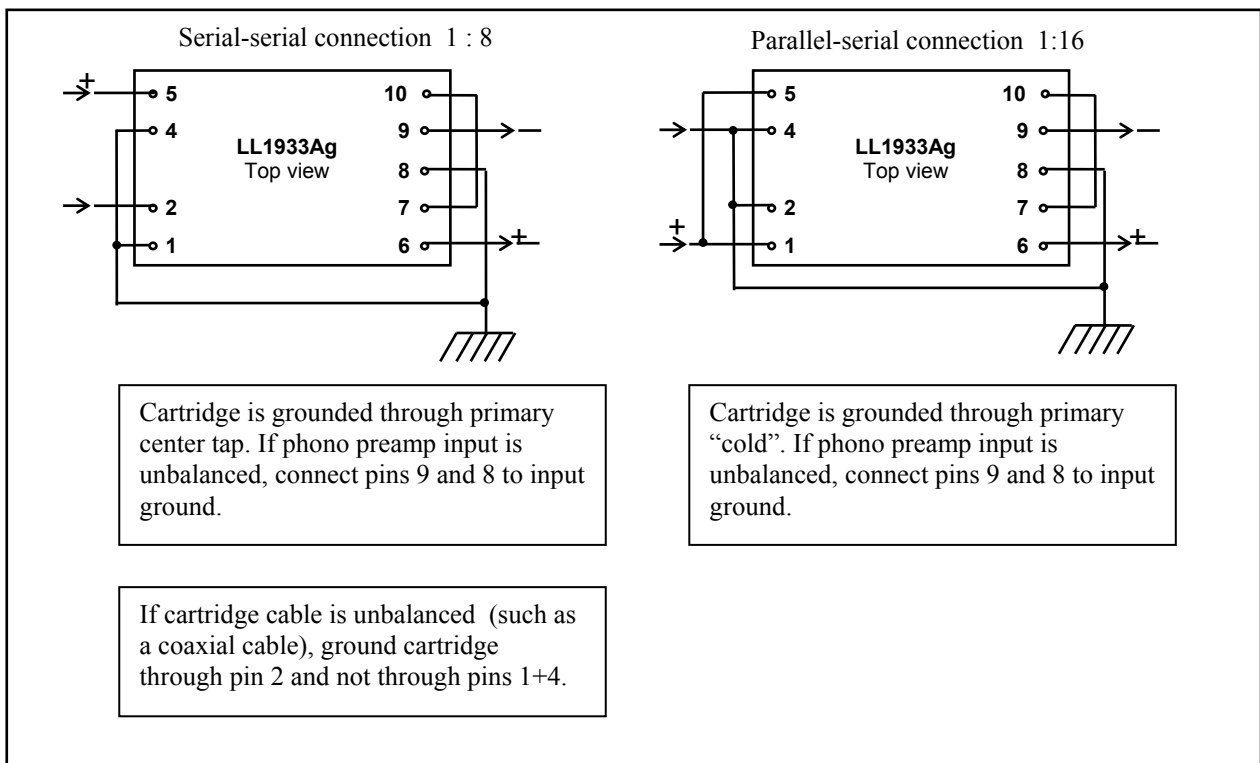 Serial-serial connection 1 : 8
+
5
4
2
1
LL1933Ag
Top view
10
9
8
7
6
+
Parallel-serial connection 1:16
+
5
4
2
1
LL1933Ag
Top view
10
9
8
7
6
+
Cartridge is grounded through primary
center tap. If phono preamp input is
unbalanced, connect pins 9 and 8 to input
ground.
Cartridge is grounded through primary
“cold”. If phono preamp input is
unbalanced, connect pins 9 and 8 to input
ground.
If cartridge cable is unbalanced (such as
a coaxial cable), ground cartridge
through pin 2 and not through pins 1+4.